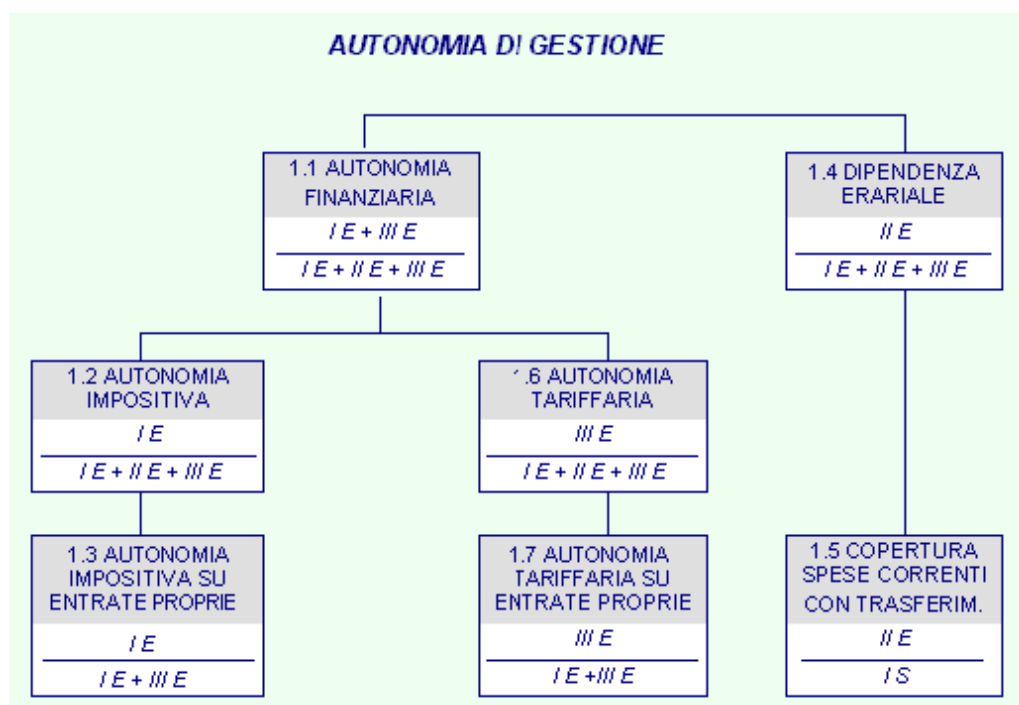 AUTONOMIA DI GESTIONE
1.1 AUTONOMIA
FINANZIARIA
I E + III E
I E + II E + III E
1.4 DIPENDENZA
ERARIALE
II E
I E + II E + III E
1.2 AUTONOMIA
IMPOSITIVA
I E
I E + II E + III E
1.6 AUTONOMIA
TARIFFARIA
III E
I E + II E + III E
1.3 AUTONOMIA
IMPOSITIVA SU
ENTRATE PROPRIE
I E
I E + III E
1.7 AUTONOMIA
TARIFFARIA SU
ENTRATE PROPRIE
III E
I E +III E
1.5 COPERTURA
SPESE CORRENTI
CON TRASFERIM.
II E
I S